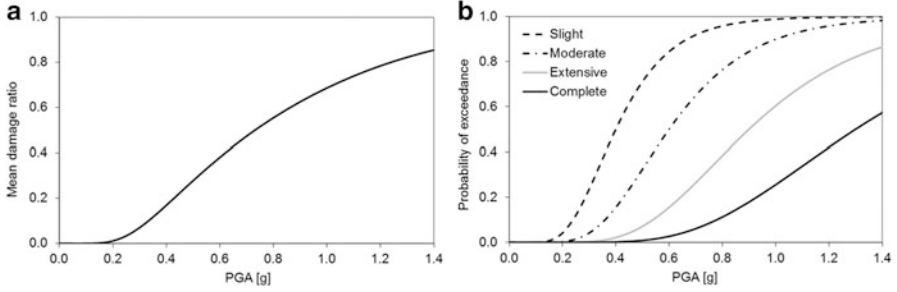 a
1.0
0.8
0.6
0.4
0.2
0.0
Mean damage ratio
0.0 0.2 0.4 0.6 0.8 1.0 1.2 1.4
PGA [g]
b
1.0
0.8
0.6
0.4
0.2
0.0
Probability of exceedance
Slight
Moderate
Extensive
Complete
0.0 0.2 0.4 0.6 0.8 1.0 1.2 1.4
PGA [g]